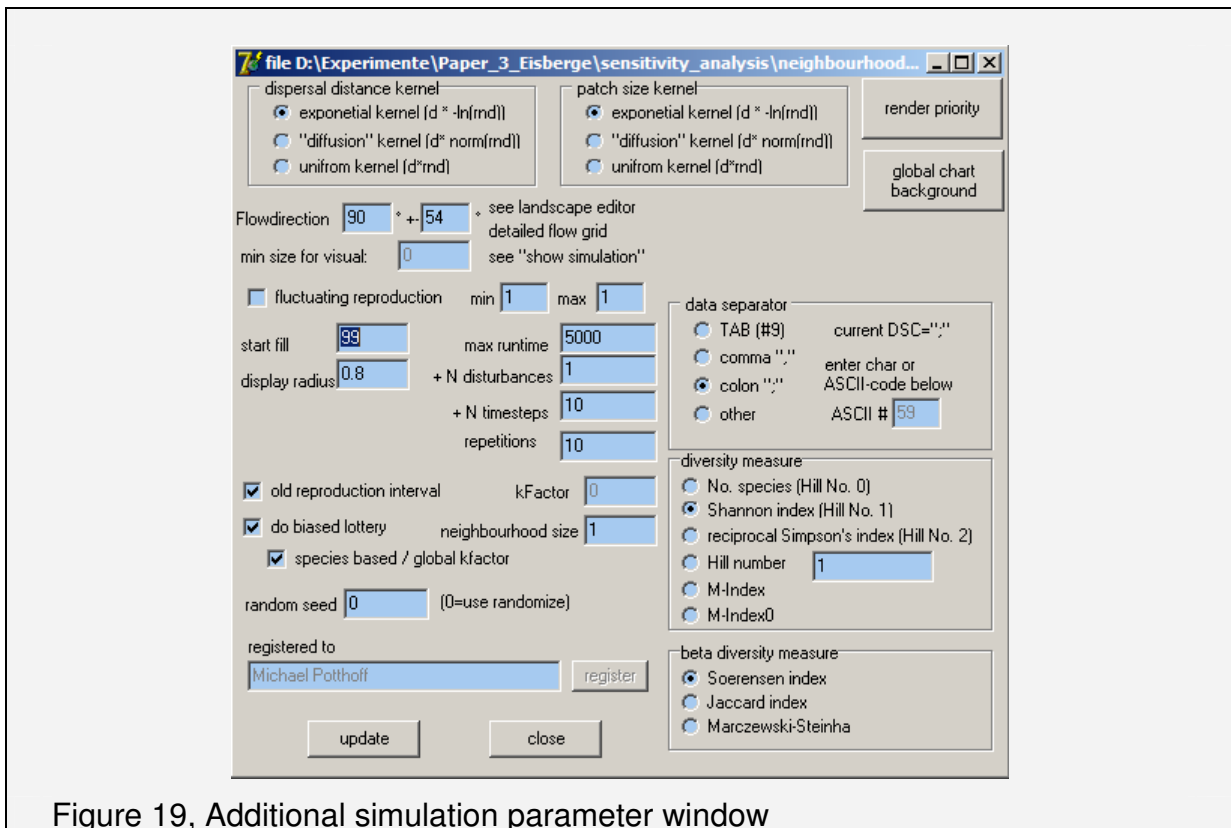 file D:\Experimente\Paper_3_Eisberge\sensitivity_analysis\neighbourhood...
dispersal distance kernel
exponetial kernel (d * -ln(rnd))
"diffusion" kernel (d* norm(rnd))
unifrom kernel (d*rnd)
patch size kernel
exponetial kernel (d * -ln(rnd))
"diffusion" kernel (d* norm(rnd))
unifrom kernel (d*rnd)
render priority
global chart
background
Flowdirection 90 ° +- 54 ° see landscape editor
detailed flow grid
min size for visual: 0 see "show simulation"
fluctuating reproduction min 1 max 1
start fill 99 max runtime 5000
display radius 0.8 + N disturbances 1
+ N timesteps 10
repetitions 10
data separator
TAB (#9) current DSC=";"
comma ","
colon ";"
other
enter char or
ASCII-code below
ASCII # 59
old reproduction interval kFactor 0
do biased lottery neighbourhood size 1
species based / global kfactor
random seed 0 (0=use randomize)
diversity measure
No. species (Hill No. 0)
Shannon index (Hill No. 1)
reciprocal Simpson's index (Hill No. 2)
Hill number 1
M-Index
M-Index0
registered to
Michael Potthoff register
beta diversity measure
Soerensen index
Jaccard index
Marczewski-Steinha
update close
Figure 19, Additional simulation parameter window